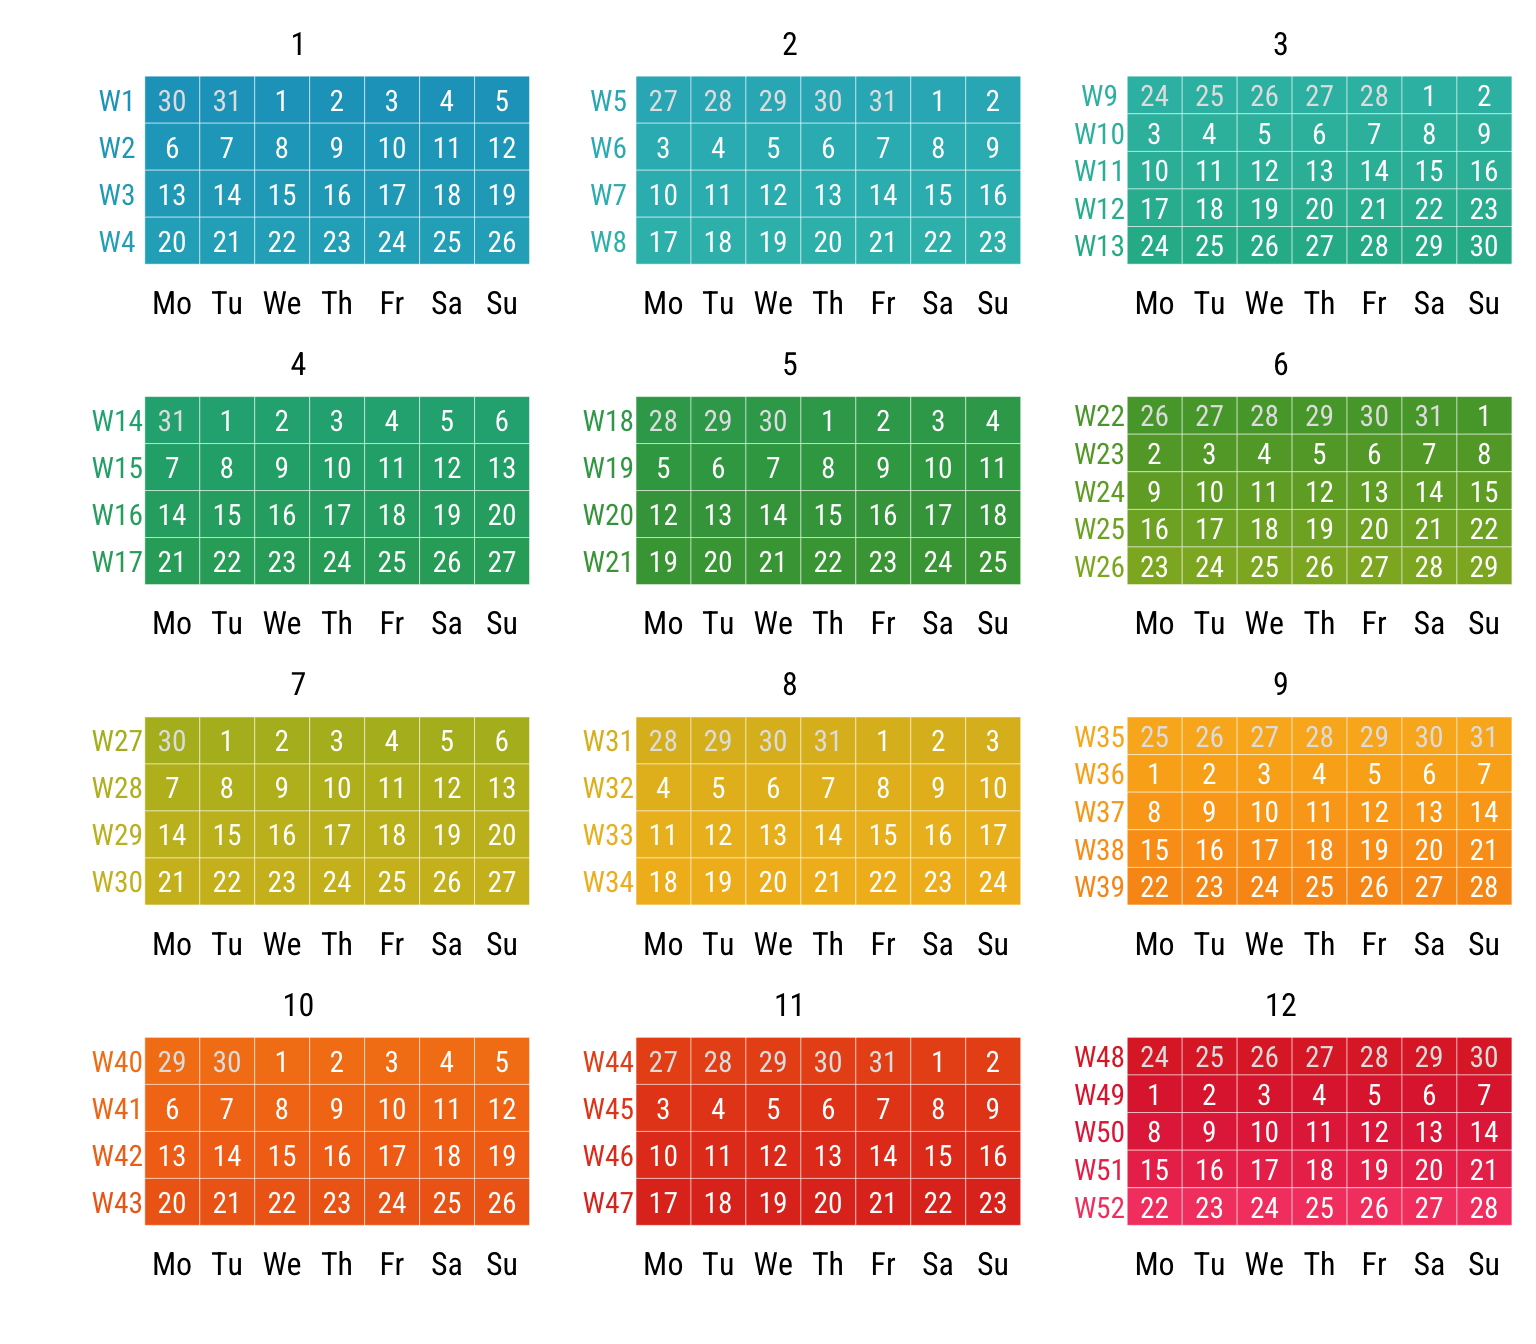 1
W1 30 31 1 2 3 4 5
W2 6 7 8 9 10 11 12
W3 13 14 15 16 17 18 19
W4 20 21 22 23 24 25 26
Mo Tu We Th Fr Sa Su
2
W5 27 28 29 30 31 1 2
W6 3 4 5 6 7 8 9
W7 10 11 12 13 14 15 16
W8 17 18 19 20 21 22 23
Mo Tu We Th Fr Sa Su
3
W9 24 25 26 27 28 1 2
W10 3 4 5 6 7 8 9
W11 10 11 12 13 14 15 16
W12 17 18 19 20 21 22 23
W13 24 25 26 27 28 29 30
Mo Tu We Th Fr Sa Su
4
W14 31 1 2 3 4 5 6
W15 7 8 9 10 11 12 13
W16 14 15 16 17 18 19 20
W17 21 22 23 24 25 26 27
Mo Tu We Th Fr Sa Su
5
W18 28 29 30 1 2 3 4
W19 5 6 7 8 9 10 11
W20 12 13 14 15 16 17 18
W21 19 20 21 22 23 24 25
Mo Tu We Th Fr Sa Su
6
W22 26 27 28 29 30 31 1
W23 2 3 4 5 6 7 8
W24 9 10 11 12 13 14 15
W25 16 17 18 19 20 21 22
W26 23 24 25 26 27 28 29
Mo Tu We Th Fr Sa Su
7
W27 30 1 2 3 4 5 6
W28 7 8 9 10 11 12 13
W29 14 15 16 17 18 19 20
W30 21 22 23 24 25 26 27
Mo Tu We Th Fr Sa Su
8
W31 28 29 30 31 1 2 3
W32 4 5 6 7 8 9 10
W33 11 12 13 14 15 16 17
W34 18 19 20 21 22 23 24
Mo Tu We Th Fr Sa Su
9
W35 25 26 27 28 29 30 31
W36 1 2 3 4 5 6 7
W37 8 9 10 11 12 13 14
W38 15 16 17 18 19 20 21
W39 22 23 24 25 26 27 28
Mo Tu We Th Fr Sa Su
10
W40 29 30 1 2 3 4 5
W41 6 7 8 9 10 11 12
W42 13 14 15 16 17 18 19
W43 20 21 22 23 24 25 26
Mo Tu We Th Fr Sa Su
11
W44 27 28 29 30 31 1 2
W45 3 4 5 6 7 8 9
W46 10 11 12 13 14 15 16
W47 17 18 19 20 21 22 23
Mo Tu We Th Fr Sa Su
12
W48 24 25 26 27 28 29 30
W49 1 2 3 4 5 6 7
W50 8 9 10 11 12 13 14
W51 15 16 17 18 19 20 21
W52 22 23 24 25 26 27 28
Mo Tu We Th Fr Sa Su